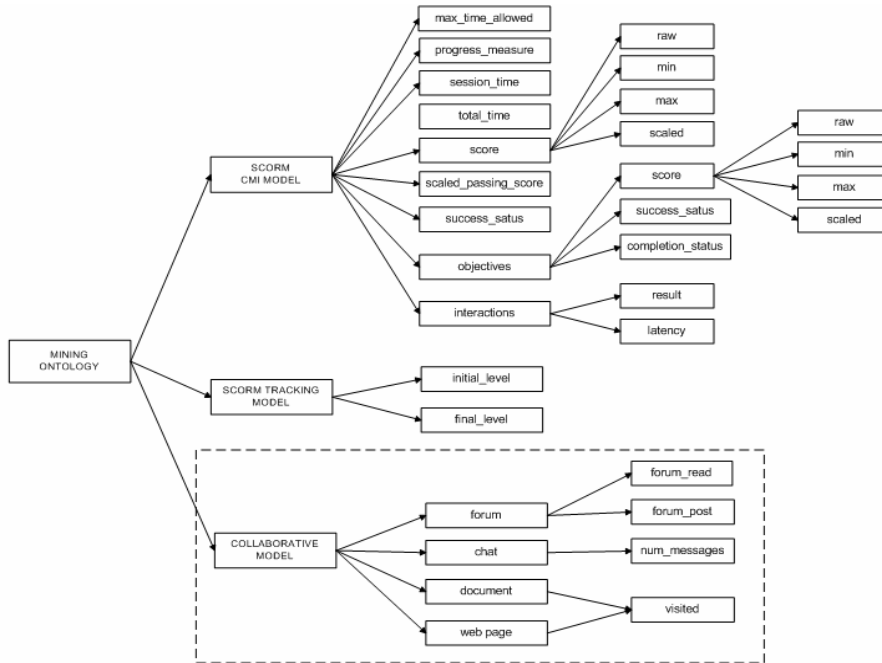 max_time_allowed
progress_measure
session_time
total_time
score
scaled_passing_score
success_satus
objectives
interactions
raw
min
max
scaled
score
success_satus
completion_status
result
latency
raw
min
max
scaled
SCORM
CMI MODEL
MINING
ONTOLOGY
SCORM TRACKING
MODEL
initial_level
final_level
COLLABORATIVE
MODEL
forum
chat
document
web page
forum_read
forum_post
num_messages
visited